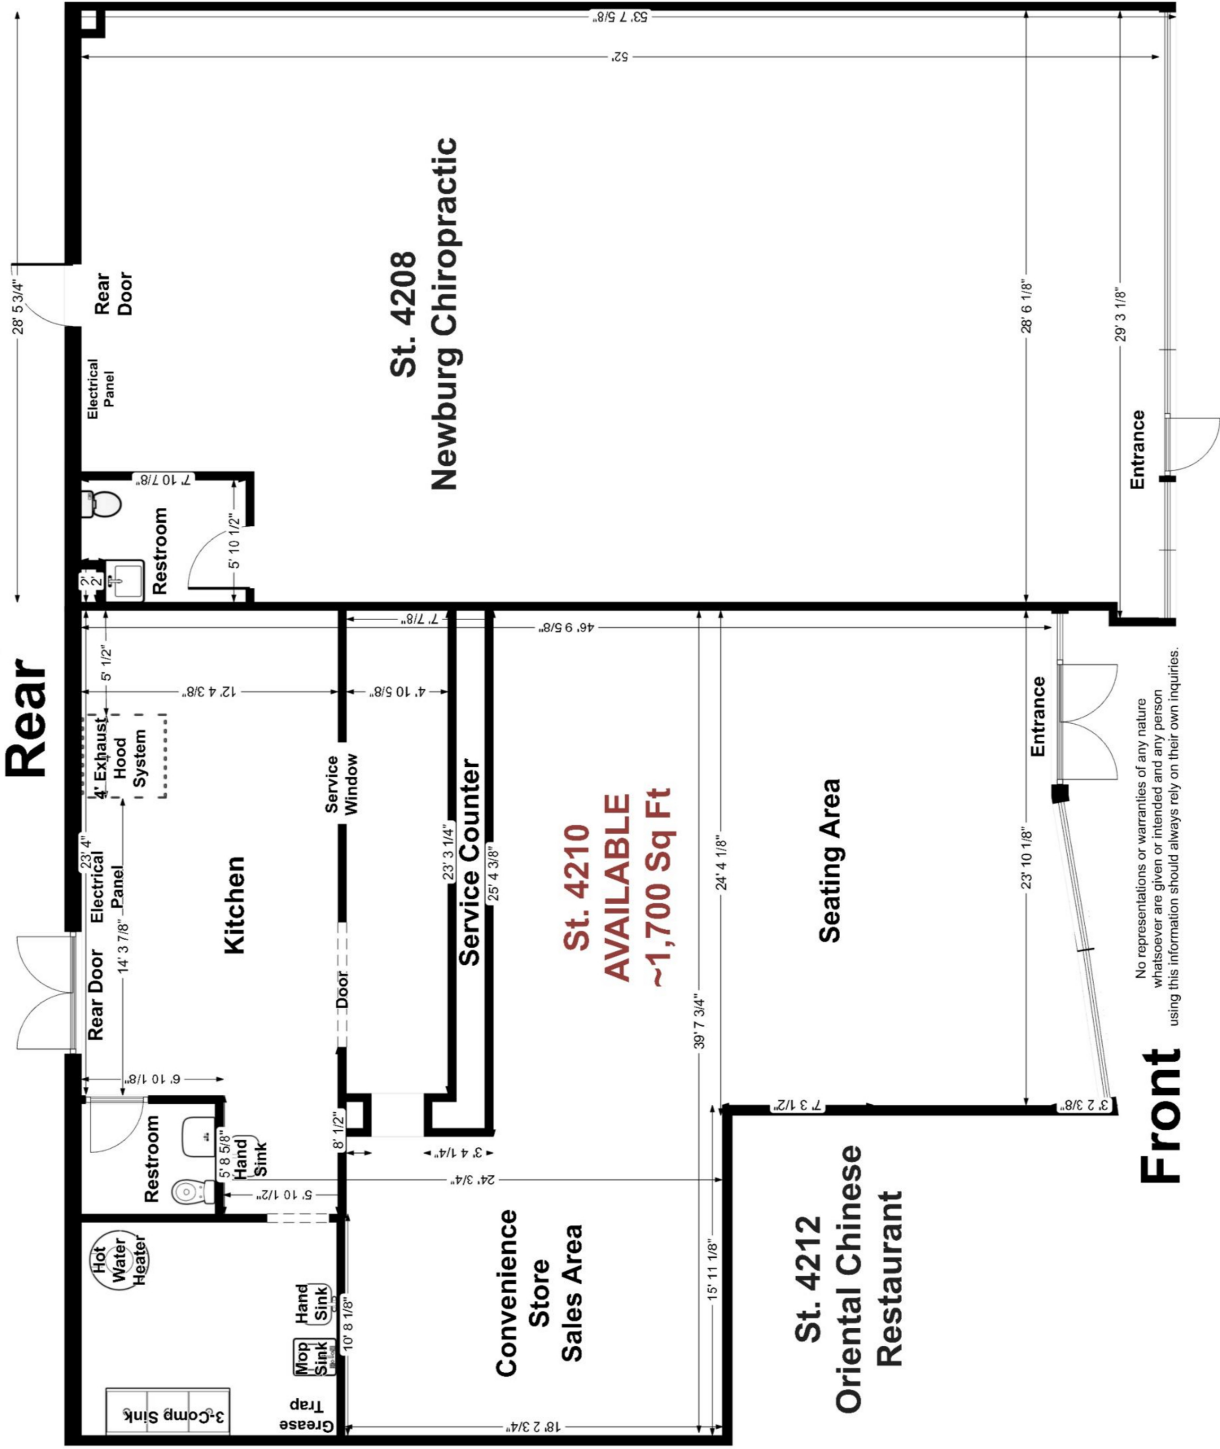 Rear
28' 5 3/4"
53' 7 5/8"
52'
Rear
Door
Electrical
Panel
St. 4208
Newburg Chiropractic
28' 6 1/8"
29' 3 1/8"
7' 10 7/8"
5' 10 1/2"
Restroom
2'
2'
Entrance
5' 1/2"
12' 4 3/8"
4' 10 5/8"
7' 7/8"
46' 9 5/8"
4' Exhaust
Hood
System
23' 4"
Rear Door
Electrical
Panel
14' 3 7/8"
Kitchen
Service
Window
Door
23' 3 1/4"
Service Counter
25' 4 3/8"
St. 4210
AVAILABLE
~1,700 Sq Ft
24' 4 1/8"
39' 7 3/4"
Seating Area
23' 10 1/8"
Entrance
6' 10 1/8"
Restroom
5' 8 5/8"
Hand
Sink
5' 10 1/2"
8' 1/2"
3' 4 1/4"
24' 3/4"
7' 3 1/2"
3' 2 3/8"
Hot
Water
Heater
Hand
Sink
Mop
Sink
3-Comp Sink
Grease
Trap
10' 8 1/8"
18' 2 3/4"
Convenience
Store
Sales Area
15' 11 1/8"
St. 4212
Oriental Chinese
Restaurant
Front
No representations or warranties of any nature
whatsoever are given or intended and any person
using this information should always rely on their own inquiries.